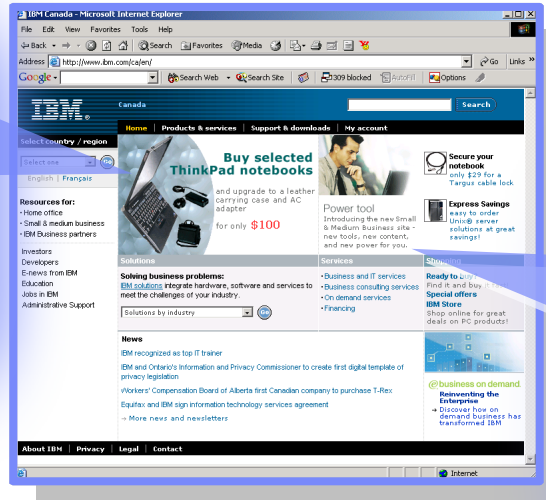 IBM Canada - Microsoft Internet Explorer
File Edit View Favorites Tools Help
Back Search Favorites Media
Address http://www.ibm.com/ca/en/ Go Links »
Google Search Web Search Site 309 blocked AutoFill Options
IBM®
Canada
Search
Home | Products & services | Support & downloads | My account
Select country / region
Select one Go
English | Français
Resources for:
· Home office
· Small & medium business
· IBM Business partners
Investors
Developers
E-news from IBM
Education
Jobs in IBM
Administrative Support
Buy selected
ThinkPad notebooks
and upgrade to a leather
carrying case and AC
adapter
for only $100
Power tool
Introducing the new Small
& Medium Business site -
new tools, new content,
and new power for you.
Secure your
notebook
only $29 for a
Targus cable lock
Express Savings
easy to order
Unix® server
solutions at great
savings!
Solutions
Solving business problems:
IBM solutions integrate hardware, software and services to
meet the challenges of your industry.
Solutions by industry Go
Services
· Business and IT services
· Business consulting services
· On demand services
· Financing
Shopping
Ready to buy?
Find it and buy it
Special offers
IBM Store
Shop online for great
deals on PC products!
News
IBM recognized as top IT trainer
IBM and Ontario's Information and Privacy Commissioner to create first digital template of
privacy legislation
Workers' Compensation Board of Alberta first Canadian company to purchase T-Rex
Equifax and IBM sign information technology services agreement
→ More news and newsletters
@business on demand.
Reinventing the
Enterprise
→ Discover how on
demand business has
transformed IBM
About IBM | Privacy | Legal | Contact
Internet